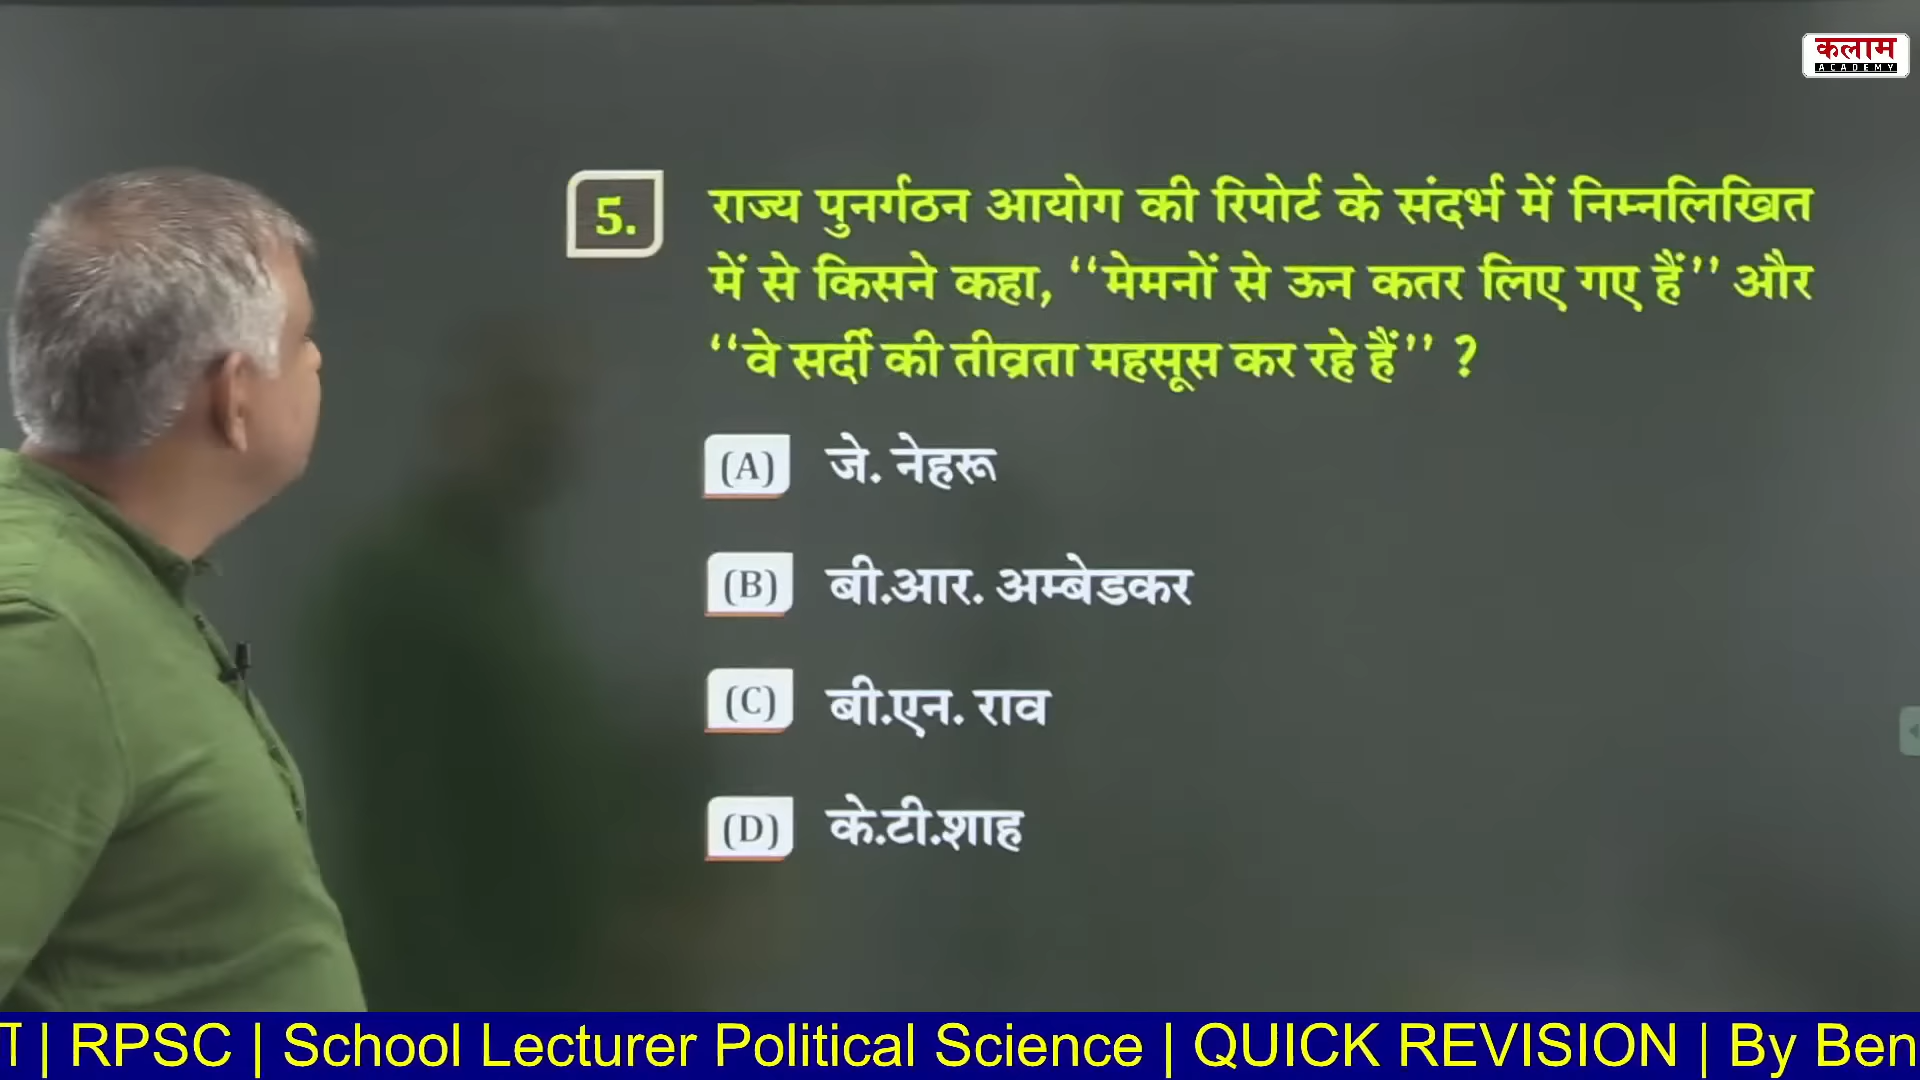 कलाम
ACADEMY
5. राज्य पुनर्गठन आयोग की रिपोर्ट के संदर्भ में निम्नलिखित
में से किसने कहा, ‘‘मेमनों से ऊन कतर लिए गए हैं’’ और
‘‘वे सर्दी की तीव्रता महसूस कर रहे हैं’’ ?
(A) जे. नेहरू
(B) बी.आर. अम्बेडकर
(C) बी.एन. राव
(D) के.टी.शाह
| RPSC | School Lecturer Political Science | QUICK REVISION | By Ben